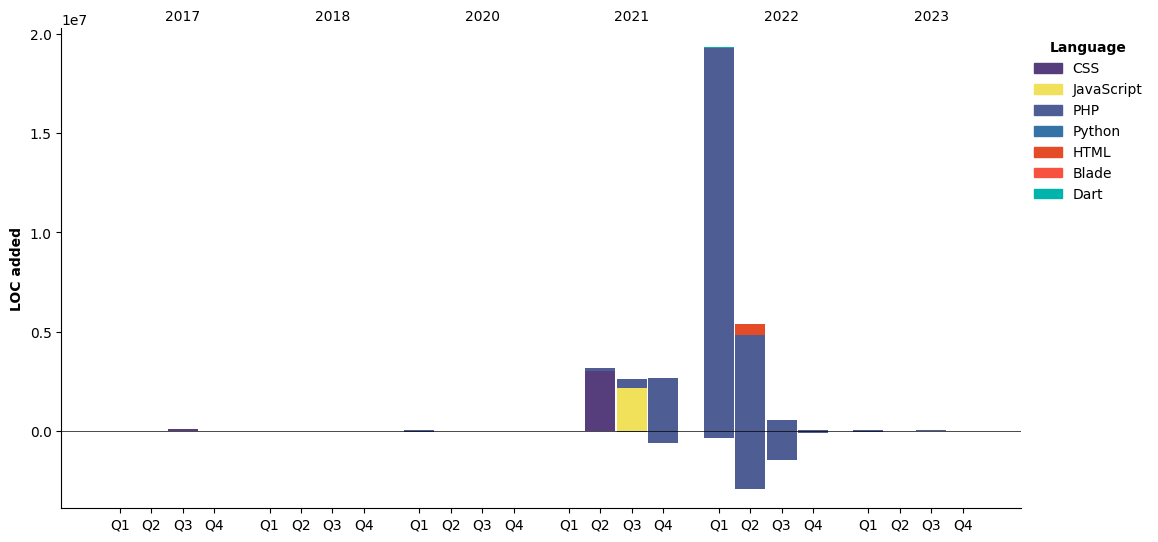 2017 2018 2020 2021 2022 2023
1e7
2.0
1.5
1.0
0.5
0.0
LOC added
Q1 Q2 Q3 Q4 Q1 Q2 Q3 Q4 Q1 Q2 Q3 Q4 Q1 Q2 Q3 Q4 Q1 Q2 Q3 Q4 Q1 Q2 Q3 Q4
Language
CSS
JavaScript
PHP
Python
HTML
Blade
Dart